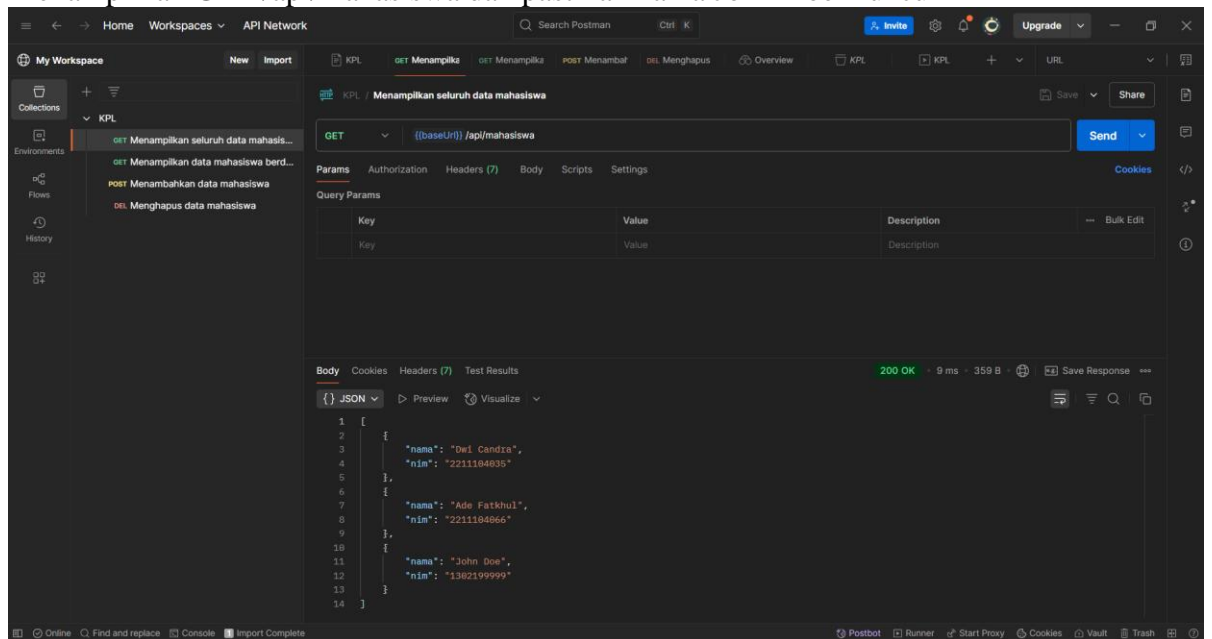 Home Workspaces API Network Search Postman Ctrl K Invite Upgrade
My Workspace New Import KPL GET Menampilka GET Menampilka POST Menambah DEL Menghapus Overview KPL KPL URL
Collections
KPL / Menampilkan seluruh data mahasiswa Save Share
KPL
GET Menampilkan seluruh data mahasis...
GET {{baseUrl}} /api/mahasiswa Send
Environments
GET Menampilkan data mahasiswa berd...
Params Authorization Headers (7) Body Scripts Settings Cookies
POST Menambahkan data mahasiswa
Flows
Query Params
DEL Menghapus data mahasiswa
Key Value Description Bulk Edit
History
Key Value Description
Body Cookies Headers (7) Test Results 200 OK 9 ms 359 B Save Response
{ } JSON Preview Visualize
1 [
2 {
3 "nama": "Dwi Candra",
4 "nim": "2211104035"
5 },
6 {
7 "nama": "Ade Fatkhul",
8 "nim": "2211104066"
9 },
10 {
11 "nama": "John Doe",
12 "nim": "1302199999"
13 }
14 ]
Online Find and replace Console 1 Import Complete Postbot Runner Start Proxy Cookies Vault Trash